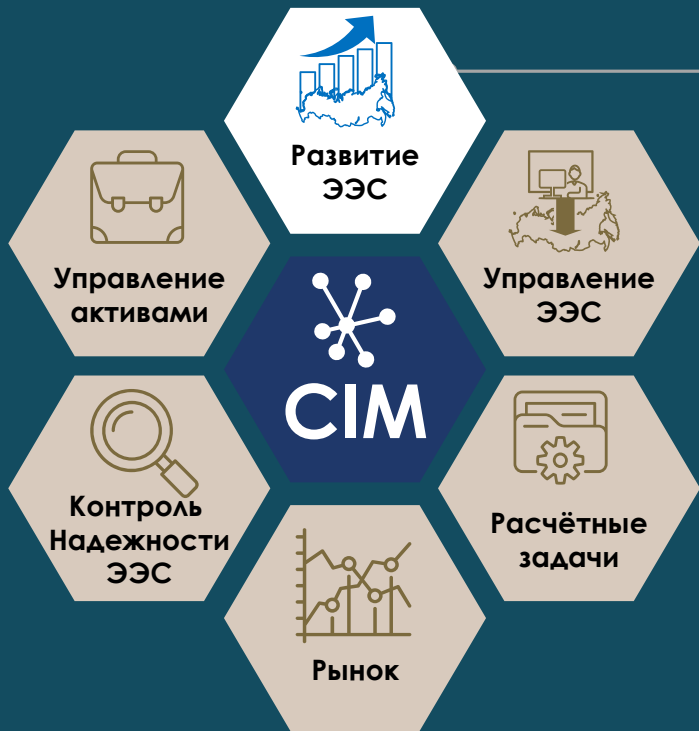 Развитие
ЭЭС
Управление
активами
Управление
ЭЭС
CIM
Контроль
Надежности
ЭЭС
Расчётные
задачи
Рынок